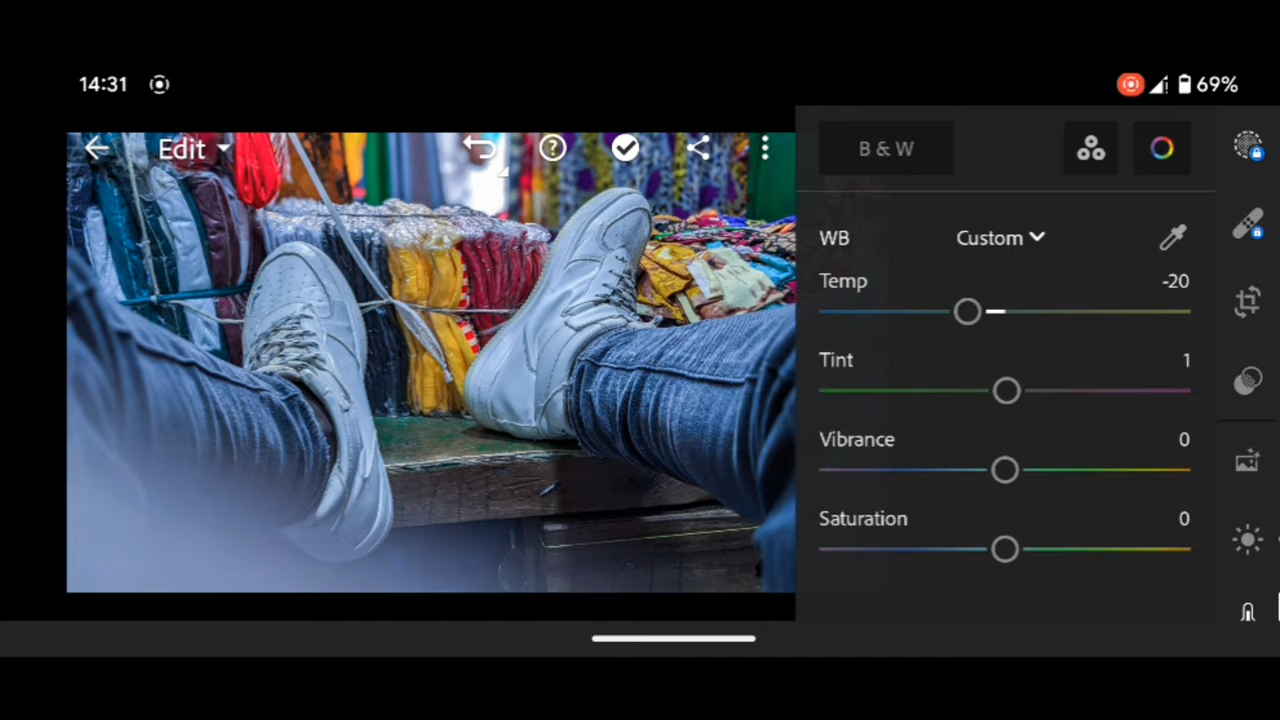 14:31
69%
Edit
B & W
WB
Custom
Temp
-20
Tint
1
Vibrance
0
Saturation
0